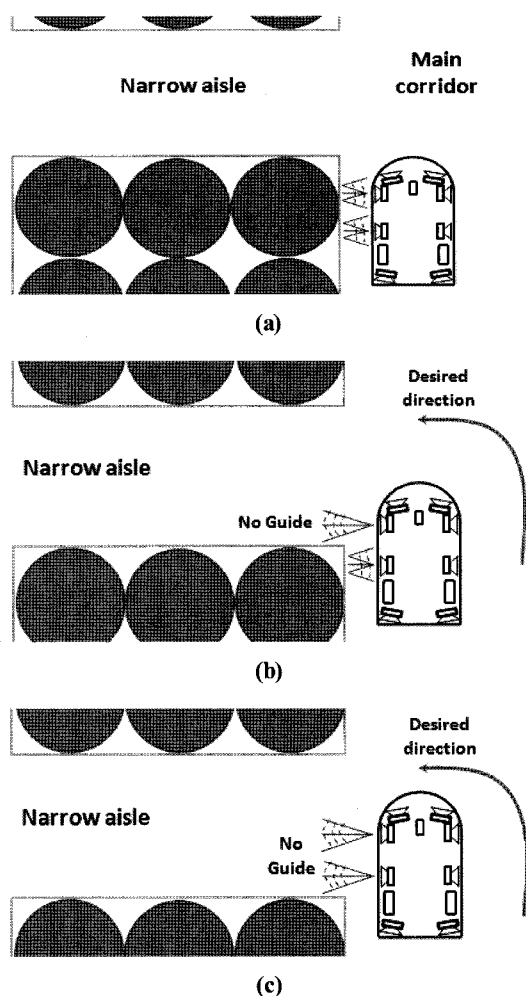 Narrow aisle
Main
corridor
(a)
Desired
direction
Narrow aisle
No Guide
(b)
Desired
direction
Narrow aisle
No
Guide
(c)